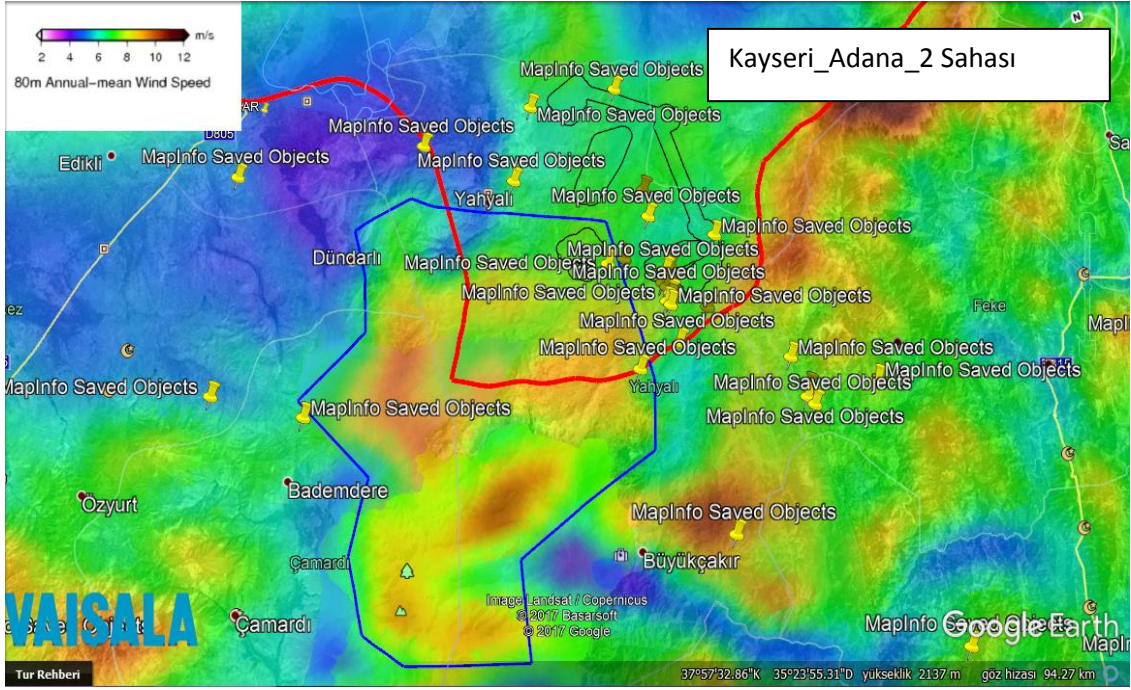 m/s
2 4 6 8 10 12
80m Annual-mean Wind Speed
Kayseri_Adana_2 Sahası
N
MapInfo Saved Objects
MapInfo Saved Objects
AR
D805
MapInfo Saved Objects
Edikli
MapInfo Saved Objects
MapInfo Saved Objects
Yahyalı
MapInfo Saved Objects
MapInfo Saved Objects
Dündarlı
MapInfo Saved Objects
MapInfo Saved Objects
MapInfo Saved Objects
MapInfo Saved Objects
MapInfo Saved Objects
Feke
MapInfo Saved Objects
MapInfo Saved Objects
MapInfo Saved Objects
MapInfo Saved Objects
Yahyalı
MapInfo Saved Objects
MapInfo Saved Objects
MapInfo Saved Objects
MapInfo Saved Objects
Bademdere
Özyurt
MapInfo Saved Objects
Büyükçakır
Çamardı
Image Landsat / Copernicus
© 2017 Basarsoft
© 2017 Google
VAISALA
Çamardı
Google Earth
Tur Rehberi
37°57'32.86"K 35°23'55.31"D yükseklik 2137 m göz hizası 94.27 km